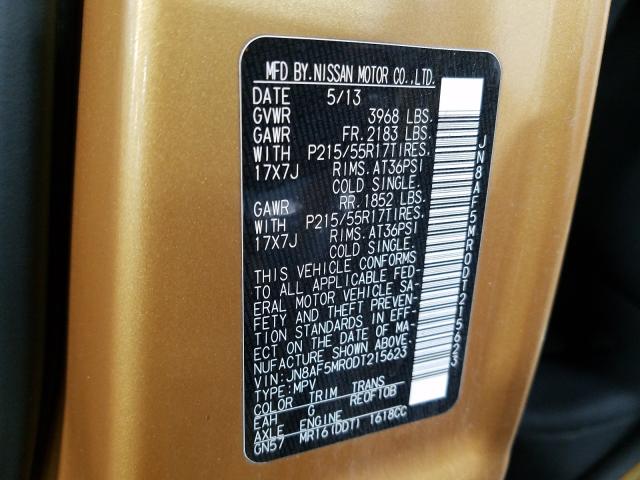 MFD BY.NISSAN MOTOR CO.,LTD.
DATE 5/13
GVWR 3968 LBS.
GAWR FR. 2183 LBS.
WITH P215/55R17TIRES.
17X7J RIMS. AT36PSI
COLD SINGLE.
GAWR RR. 1852 LBS.
WITH P215/55R17TIRES.
17X7J RIMS. AT36PSI
COLD SINGLE.
THIS VEHICLE CONFORMS
TO ALL APPLICABLE FED-
ERAL MOTOR VEHICLE SA-
FETY AND THEFT PREVEN-
TION STANDARDS IN EFF-
ECT ON THE DATE OF MA-
NUFACTURE SHOWN ABOVE.
VIN: JN8AF5MR0DT215623
TYPE: MPV
COLOR TRIM TRANS
EAH G RE0F10B
AXLE ENGINE
GN57 MR16(DDT) 1618CC
JN8AF5MR0DT215623